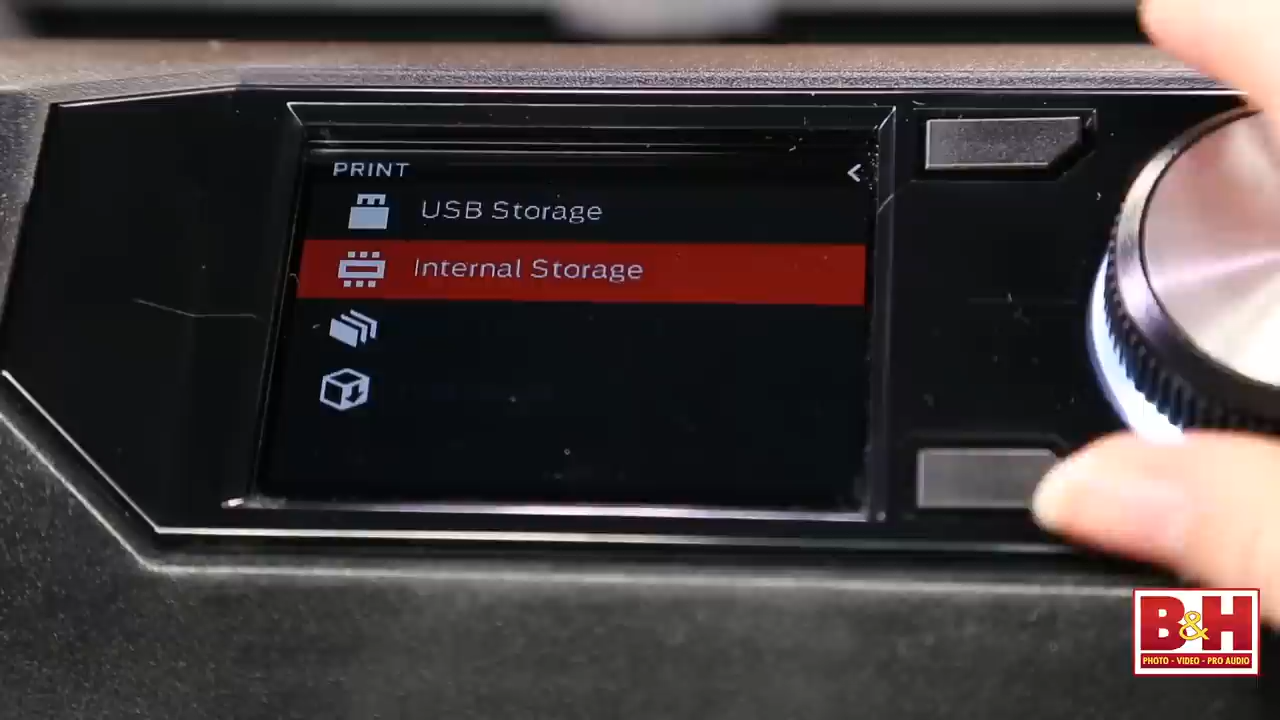 PRINT <
USB Storage
Internal Storage
B&H
PHOTO - VIDEO - PRO AUDIO